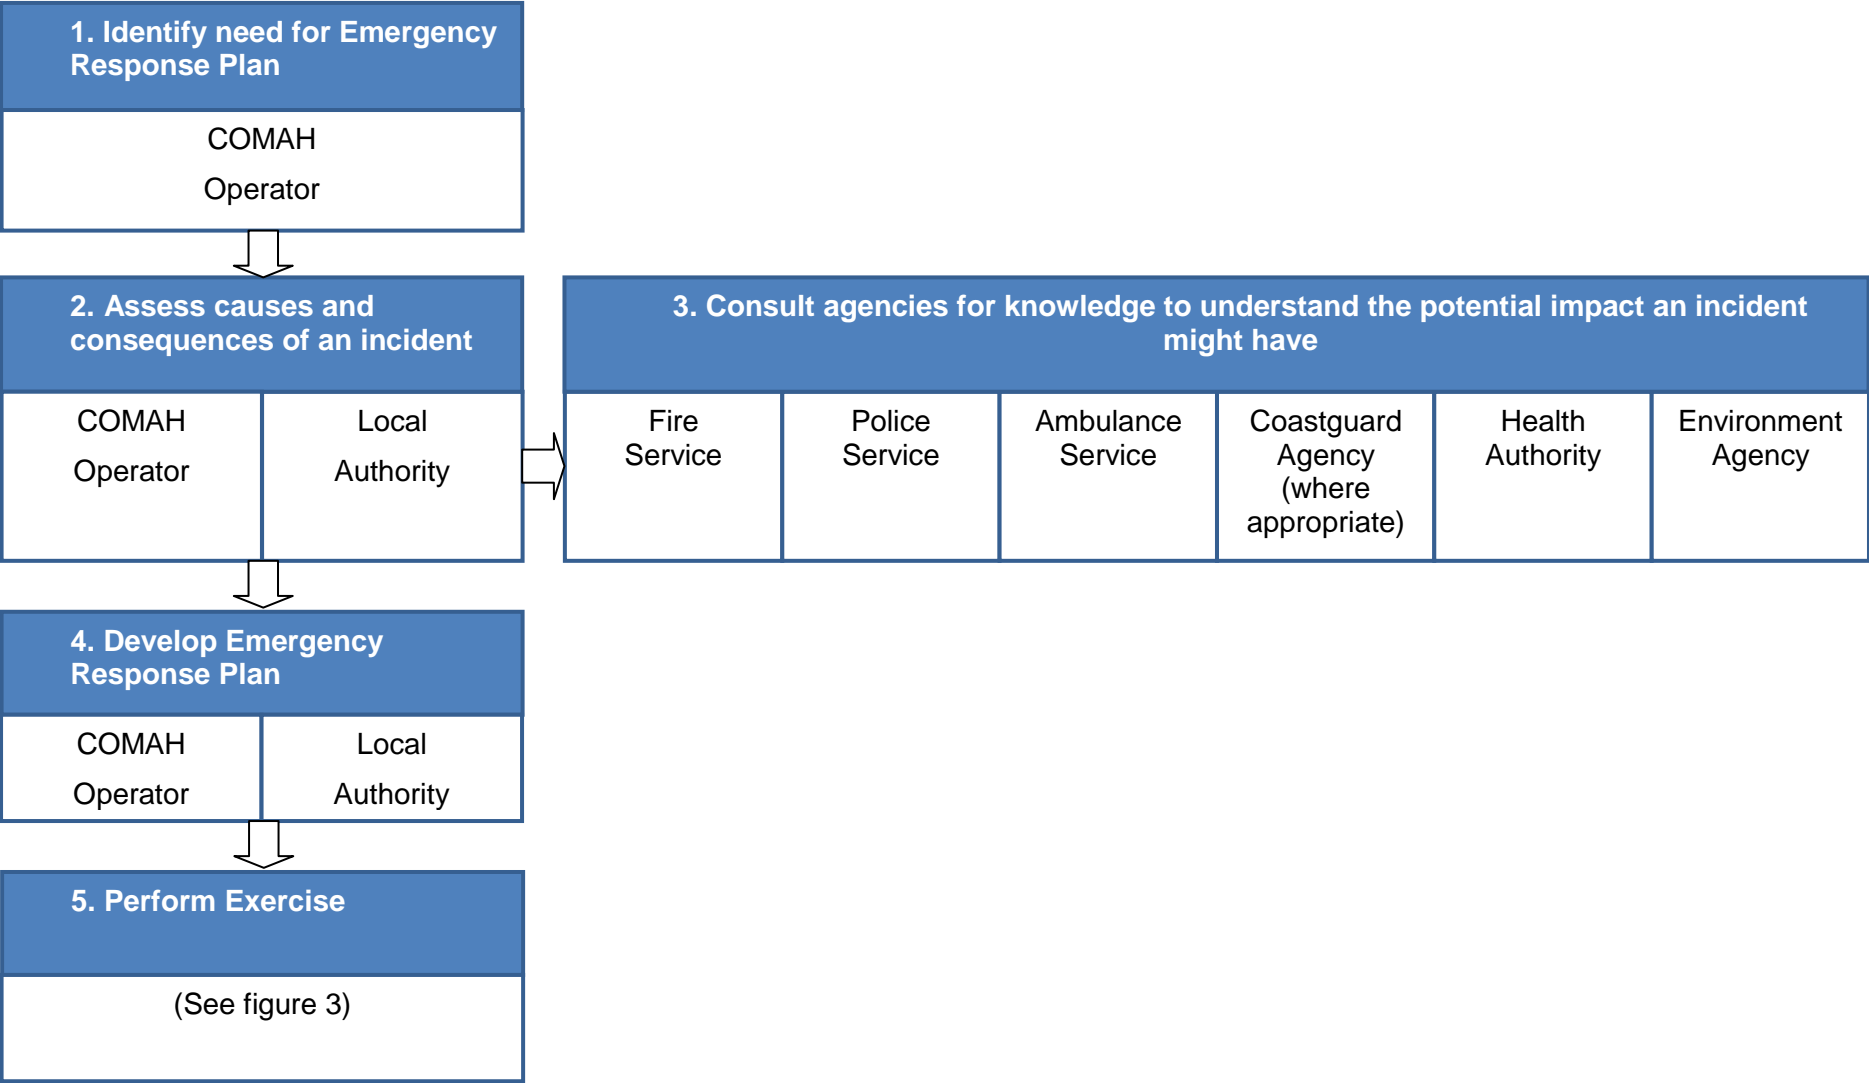 1. Identify need for Emergency
Response Plan
COMAH
Operator
2. Assess causes and
consequences of an incident
COMAH
Operator
Local
Authority
3. Consult agencies for knowledge to understand the potential impact an incident
might have
Fire
Service
Police
Service
Ambulance
Service
Coastguard
Agency
(where
appropriate)
Health
Authority
Environment
Agency
4. Develop Emergency
Response Plan
COMAH
Operator
Local
Authority
5. Perform Exercise
(See figure 3)